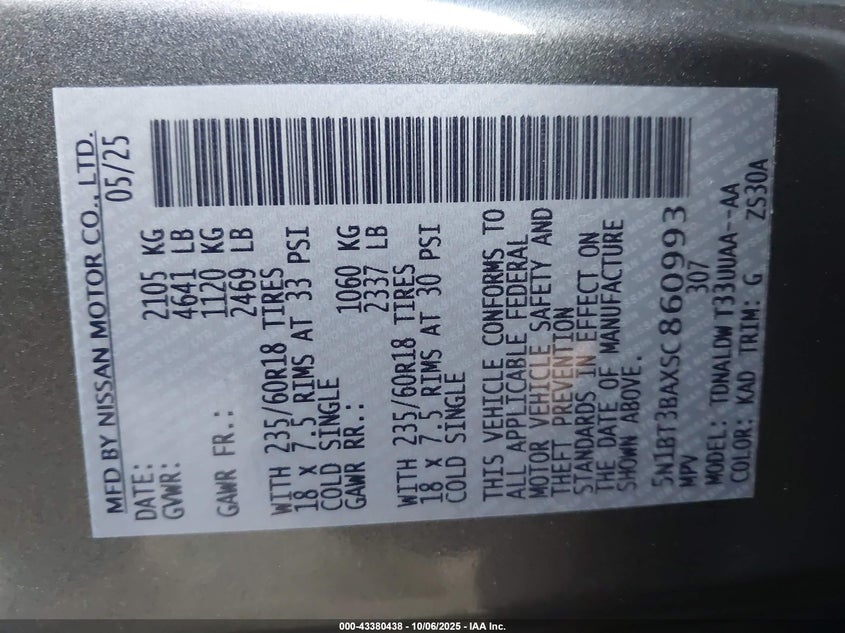 MFD BY NISSAN MOTOR CO., LTD.
DATE: 05/25
GVWR: 2105 KG
4641 LB
GAWR FR.: 1120 KG
2469 LB
WITH 235/60R18 TIRES
18 X 7.5 RIMS AT 33 PSI
COLD SINGLE
GAWR RR.: 1060 KG
2337 LB
WITH 235/60R18 TIRES
18 X 7.5 RIMS AT 30 PSI
COLD SINGLE
THIS VEHICLE CONFORMS TO
ALL APPLICABLE FEDERAL
MOTOR VEHICLE SAFETY AND
THEFT PREVENTION
STANDARDS IN EFFECT ON
THE DATE OF MANUFACTURE
SHOWN ABOVE.
5N1BT3BAXSC860993
MPV 307
MODEL: TDNALDW T33UUAA--AA
COLOR: KAD TRIM: G ZS30A
000-43380438 - 10/06/2025 - IAA Inc.